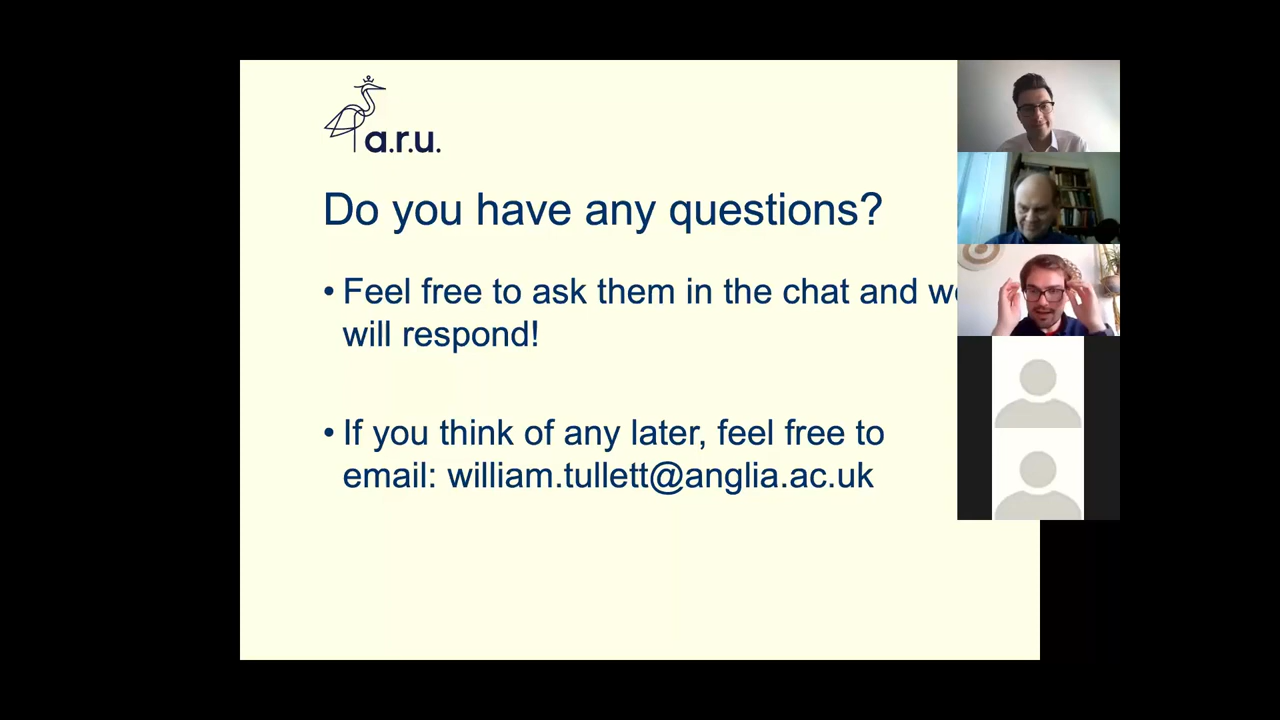 a.r.u.
Do you have any questions?
• Feel free to ask them in the chat and we
will respond!
• If you think of any later, feel free to
email: william.tullett@anglia.ac.uk